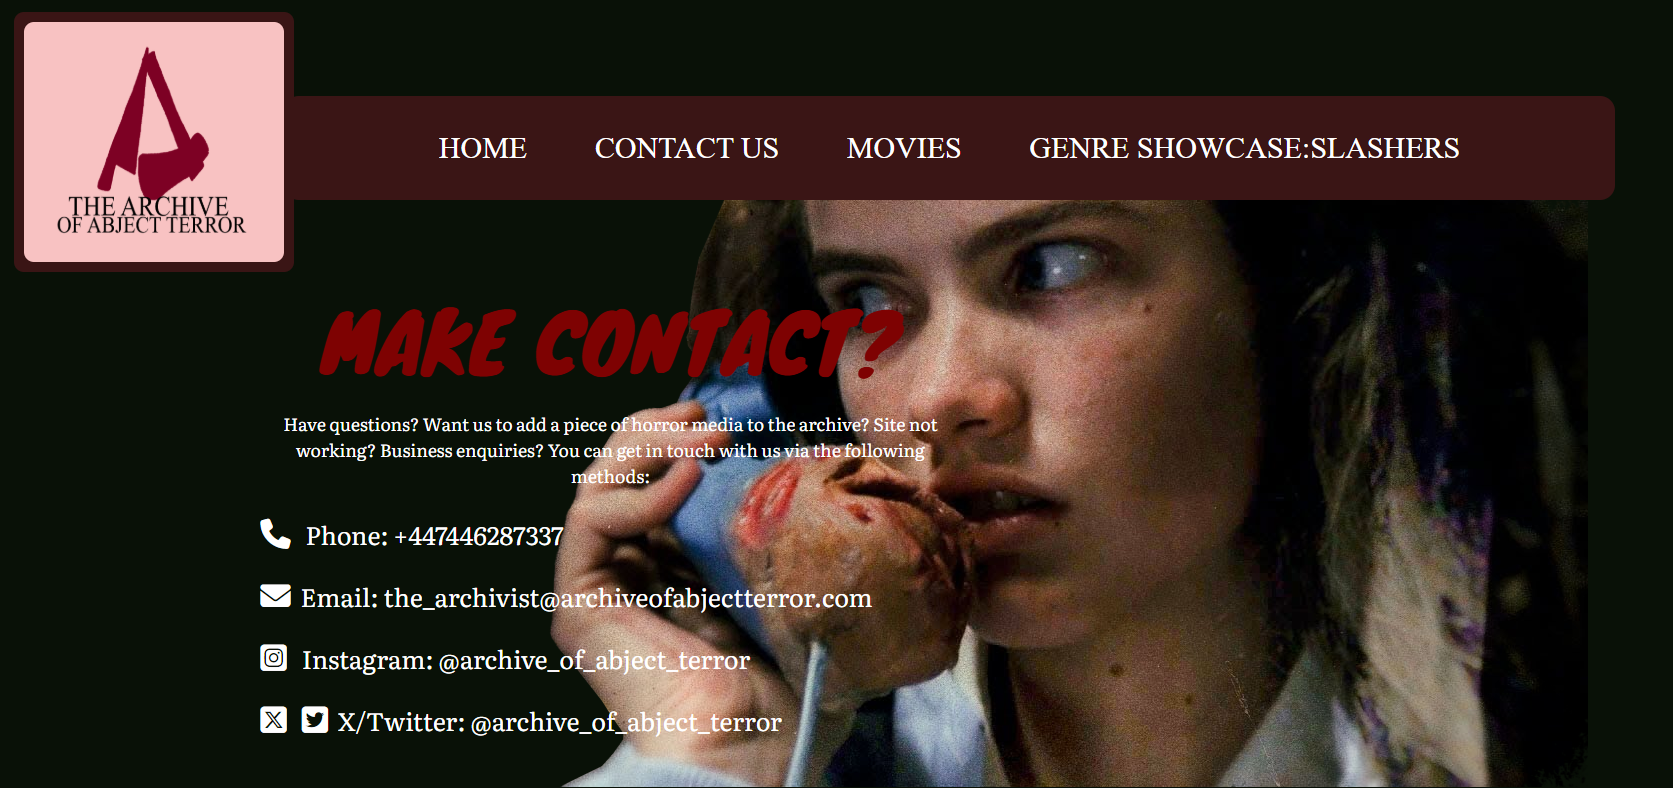 THE ARCHIVE
OF ABJECT TERROR
HOME CONTACT US MOVIES GENRE SHOWCASE:SLASHERS
MAKE CONTACT?
Have questions? Want us to add a piece of horror media to the archive? Site not
working? Business enquiries? You can get in touch with us via the following
methods:
Phone: +447446287337
Email: the_archivist@archiveofabjectterror.com
Instagram: @archive_of_abject_terror
X/Twitter: @archive_of_abject_terror